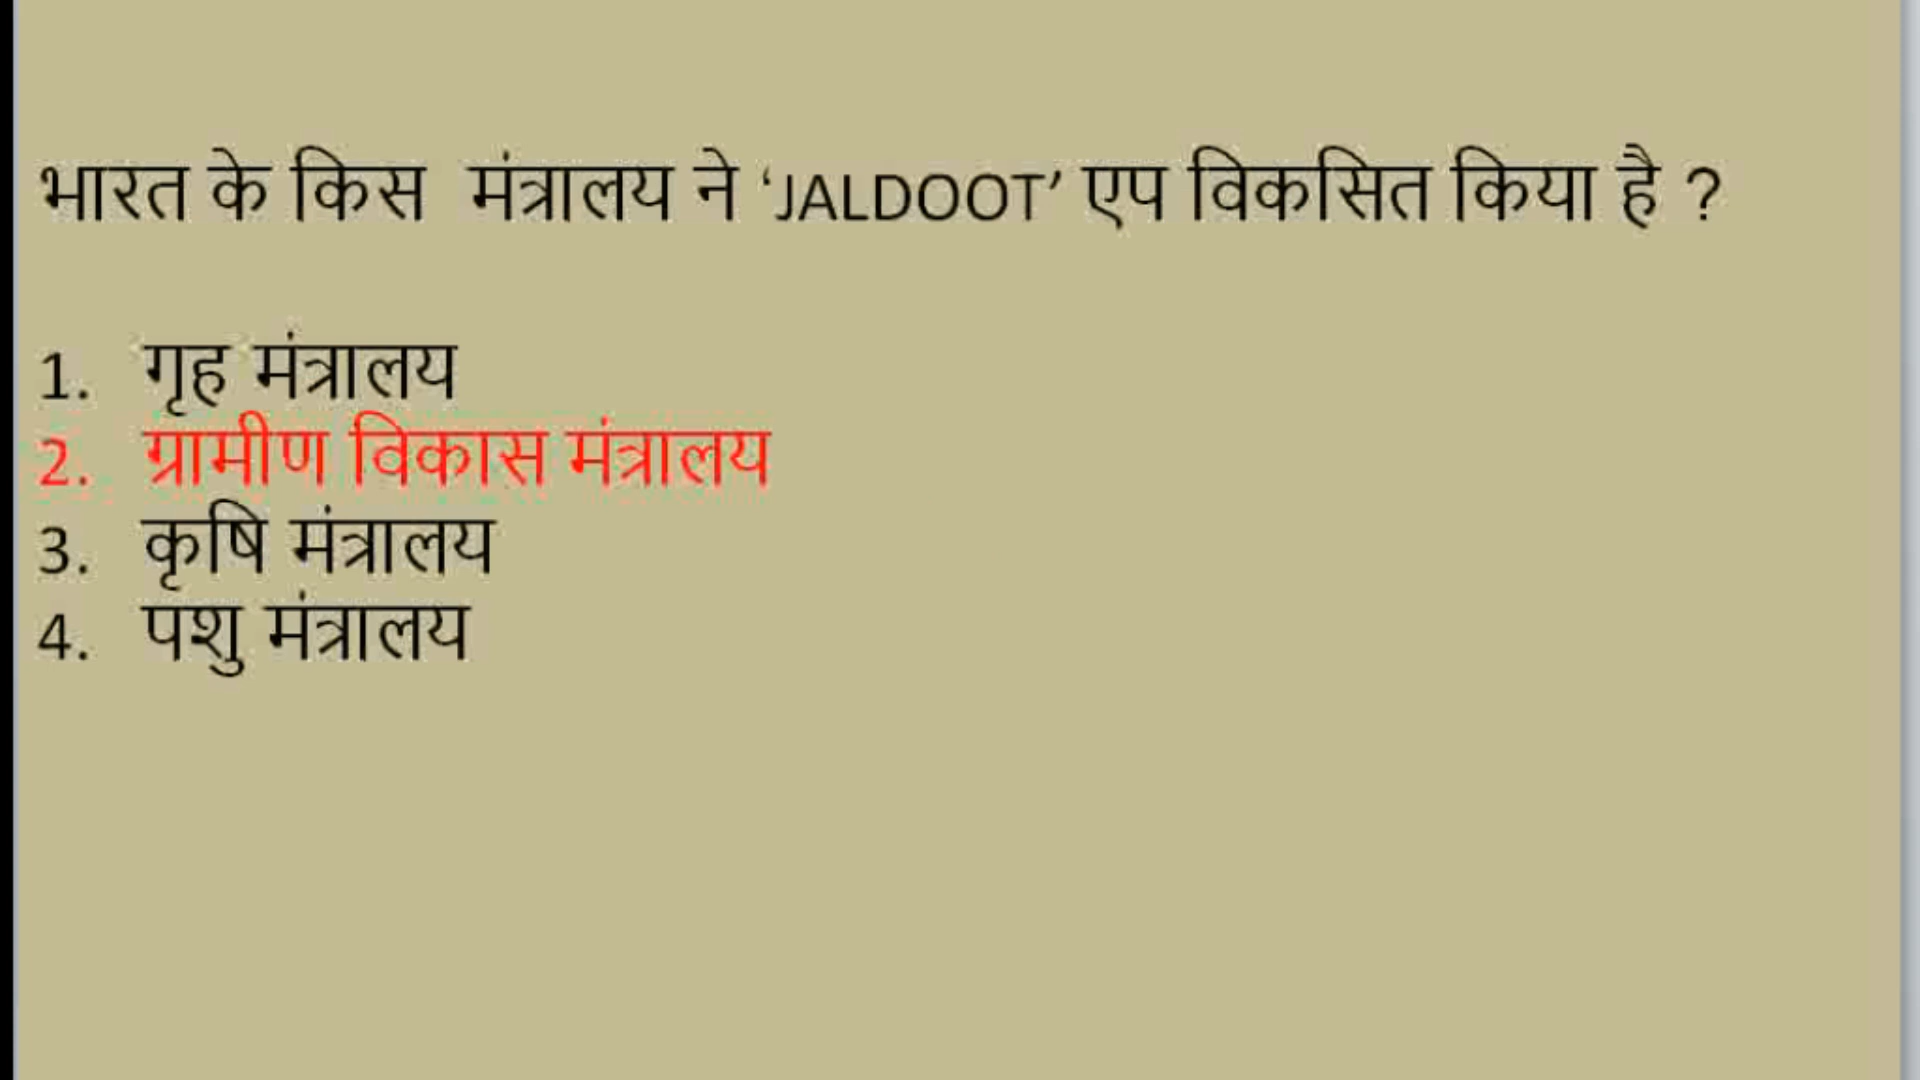 भारत के किस मंत्रालय ने ‘JALDOOT’ एप विकसित किया है ?
1. गृह मंत्रालय
2. ग्रामीण विकास मंत्रालय
3. कृषि मंत्रालय
4. पशु मंत्रालय